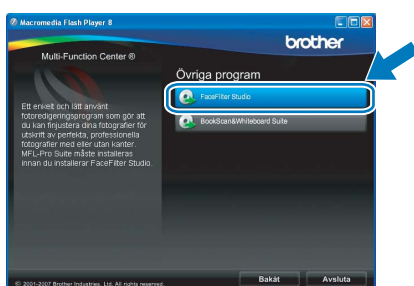 Macromedia Flash Player 8
brother
Multi-Function Center ®
Övriga program
FaceFilter Studio
BookScan&Whiteboard Suite
Ett enkelt och lätt använt
fotoredigeringsprogram som gör att
du kan finjustera dina fotografier för
utskrift av perfekta, professionella
fotografier med eller utan kanter.
MFL-Pro Suite måste installeras
innan du installerar FaceFilter Studio.
© 2001-2007 Brother Industries, Ltd. All rights reserved.
Bakåt
Avsluta